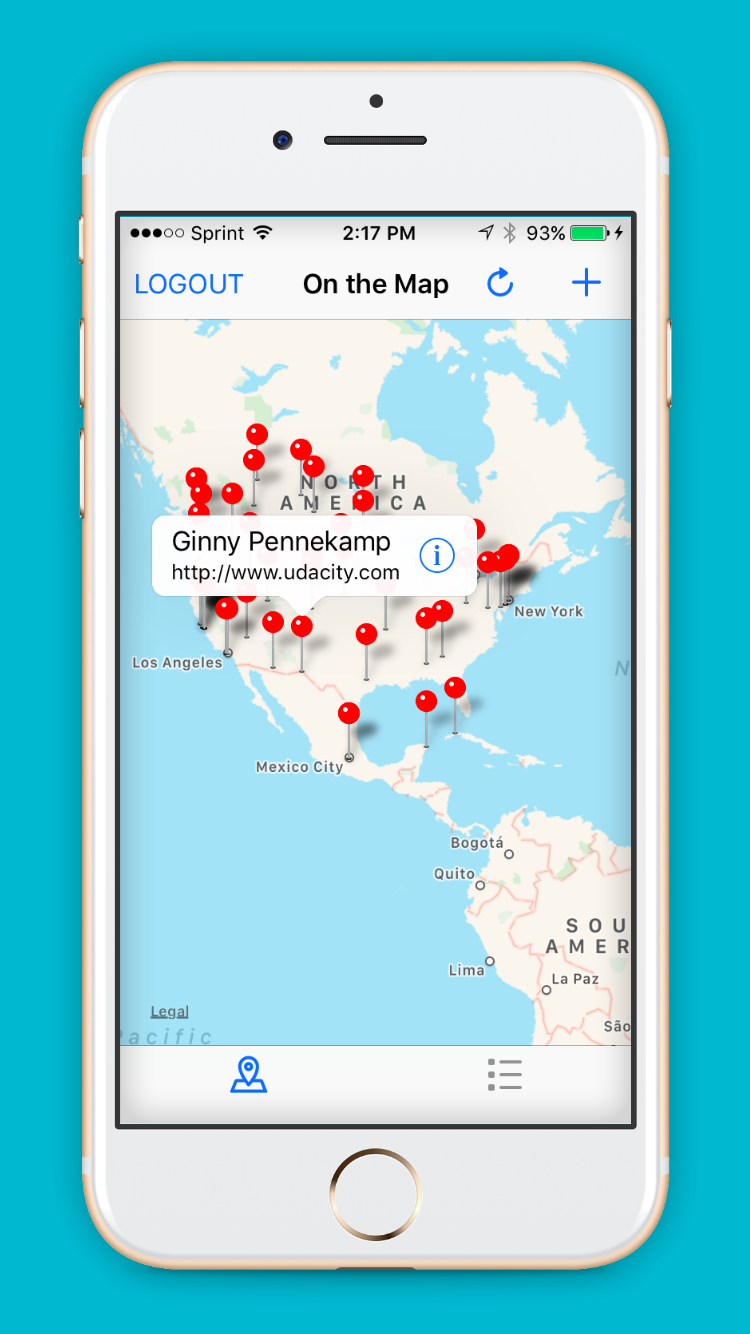 Sprint 2:17 PM 93%
LOGOUT On the Map
NORTH
AMERICA
Ginny Pennekamp
http://www.udacity.com
New York
Los Angeles
N
Mexico City
Bogotá
Quito
SOU
AMER
Lima
La Paz
Legal
São
Pacific